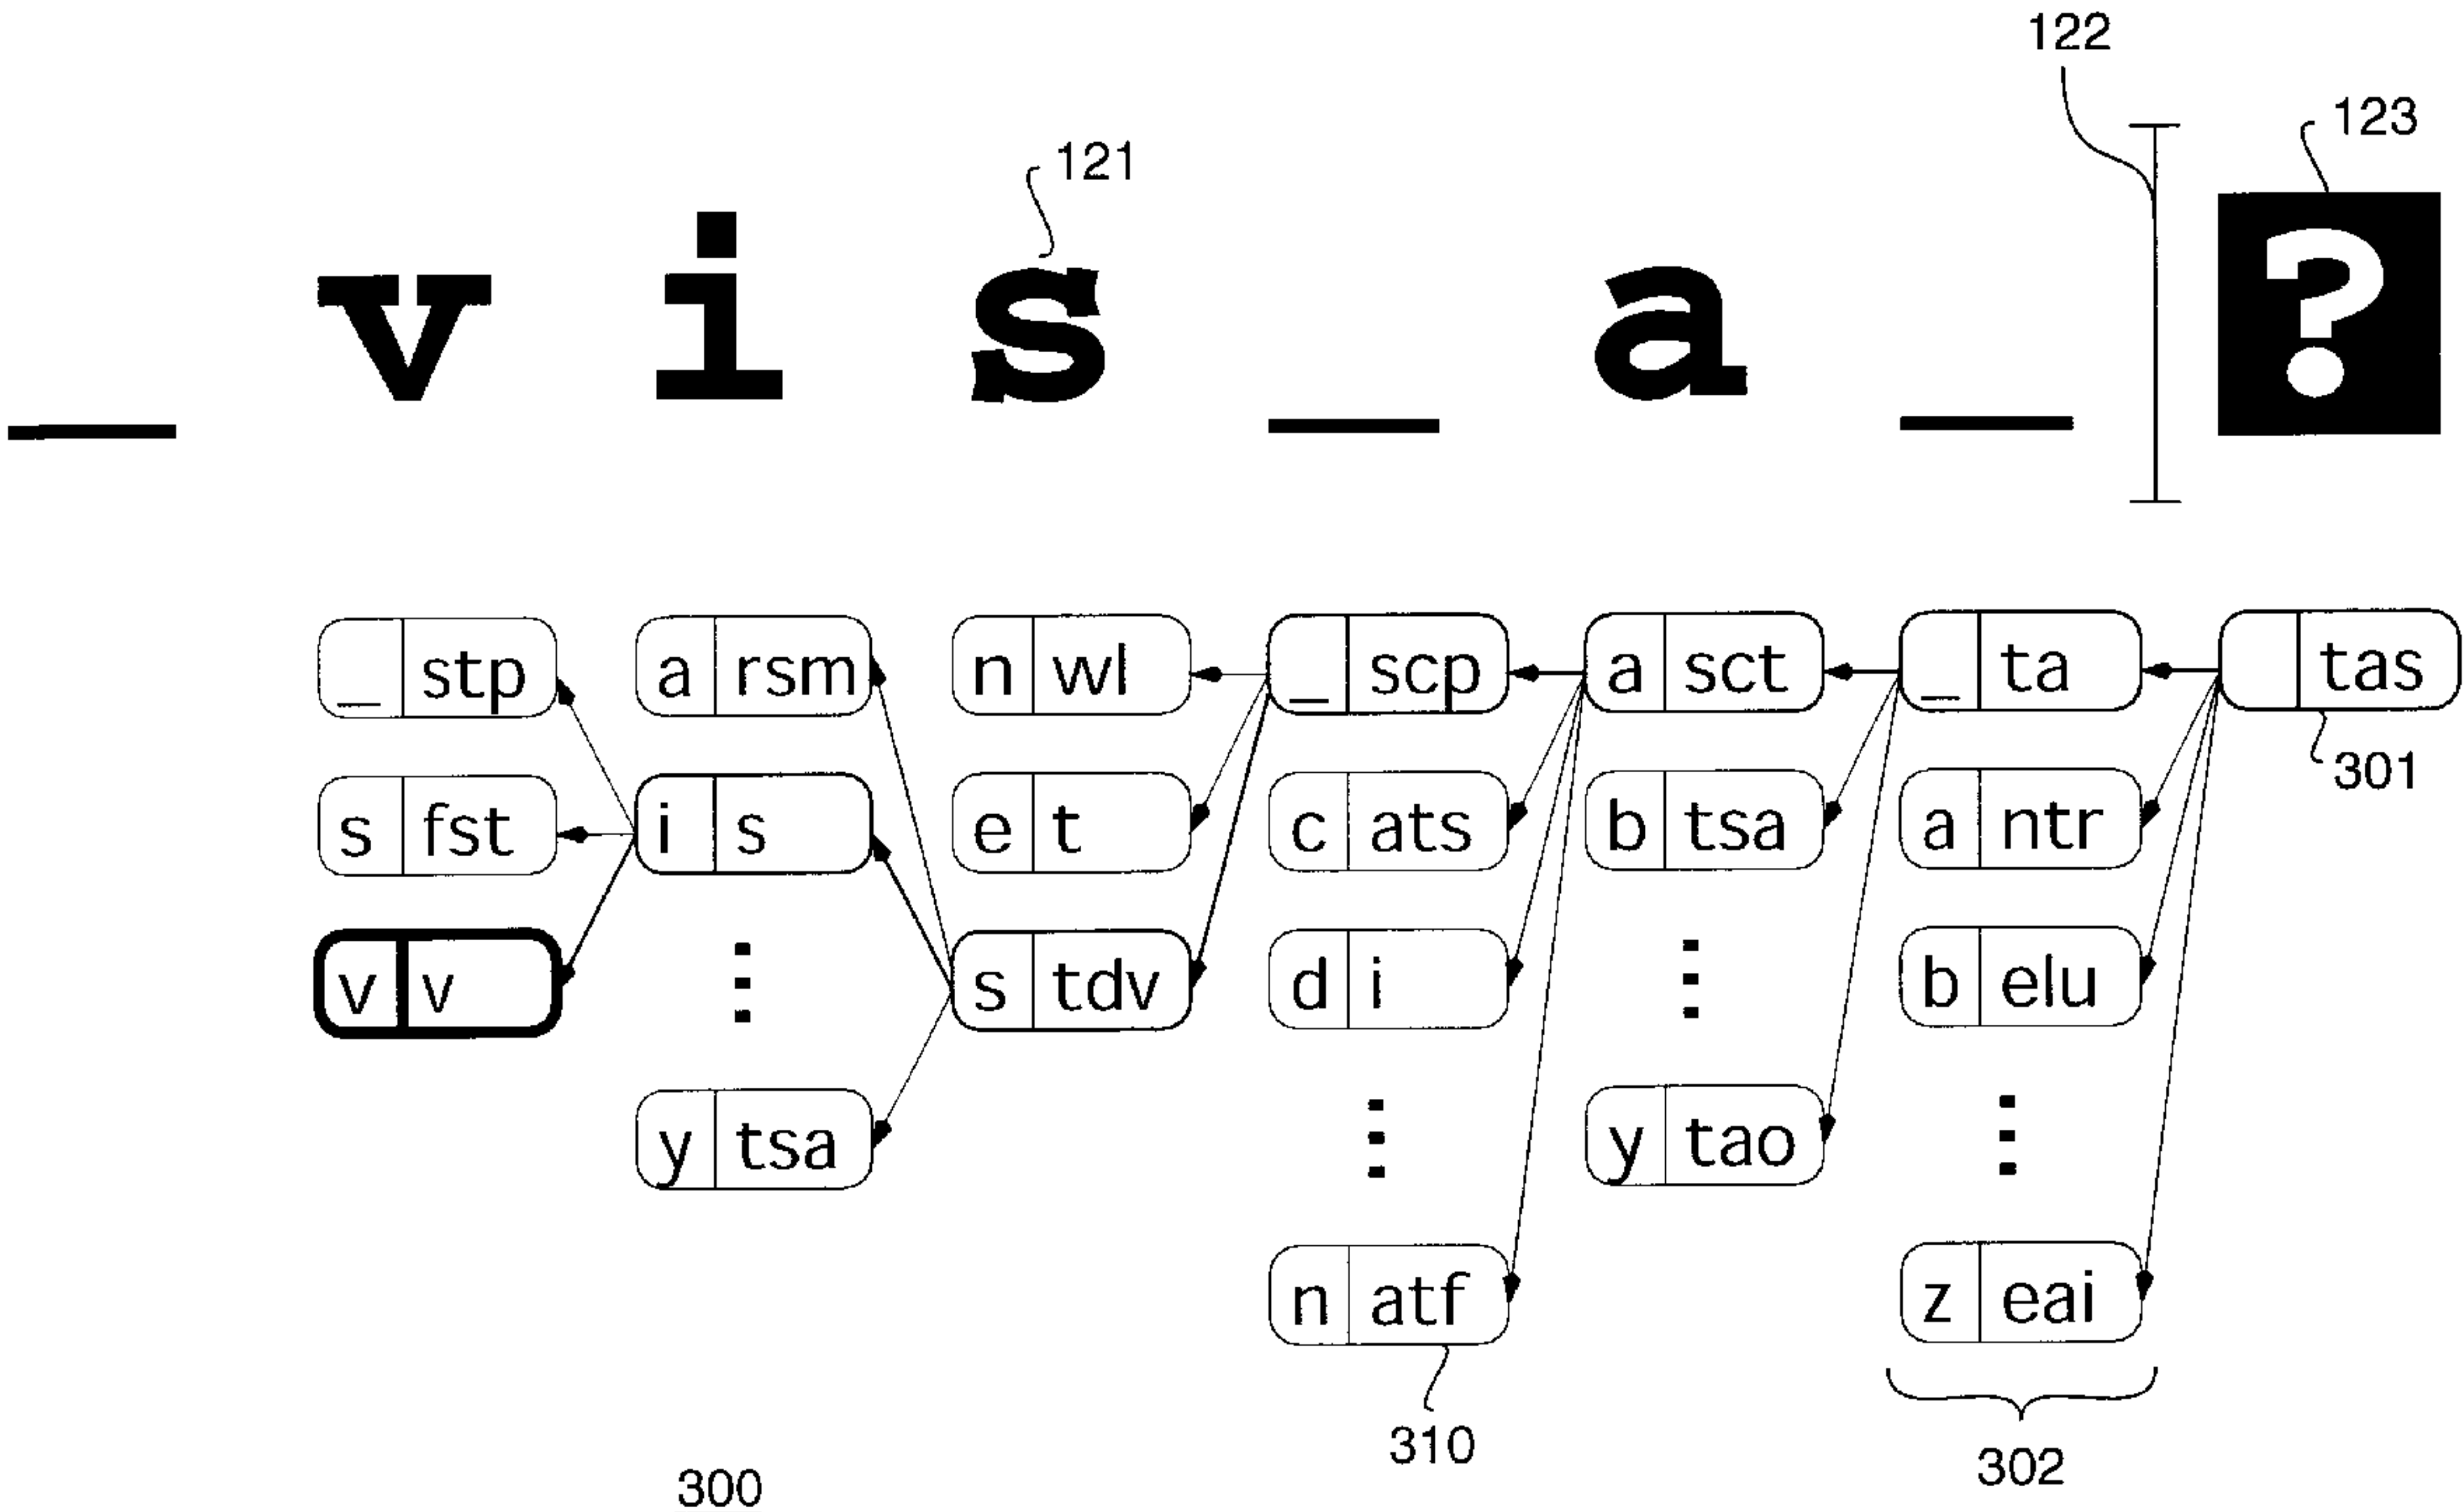 122
123
121
_ v i s _ a _ ?
_ stp a rsm n wl _ scp a sct _ ta tas
301
s fst i s e t c ats b tsa a ntr
v v s tdv d i b elu
y tsa y tao
n atf z eai
310
302
300